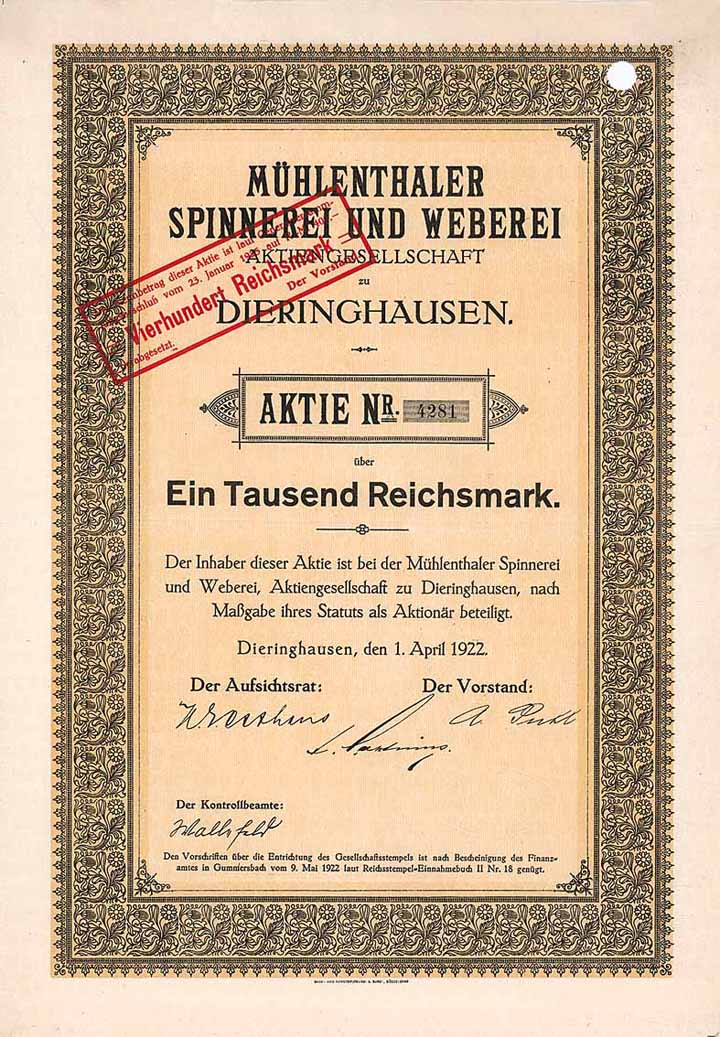 MÜHLENTHALER
SPINNEREI UND WEBEREI
AKTIENGESELLSCHAFT
zu
DIERINGHAUSEN.
dieser Aktie ist laut
vom 23. Januar auf
Vierhundert Reichsmark
abgesetzt.
Der Vorstand
AKTIE NR. 4281
über
Ein Tausend Reichsmark.
Der Inhaber dieser Aktie ist bei der Mühlenthaler Spinnerei
und Weberei, Aktiengesellschaft zu Dieringhausen, nach
Maßgabe ihres Statuts als Aktionär beteiligt.
Dieringhausen, den 1. April 1922.
Der Aufsichtsrat: Der Vorstand:
Der Kontrollbeamte:
Den Vorschriften über die Entrichtung des Gesellschaftsstempels ist nach Bescheinigung des Finanz-
amtes in Gummersbach vom 9. Mai 1922 laut Reichsstempel-Einnahmebuch II Nr. 18 genügt.